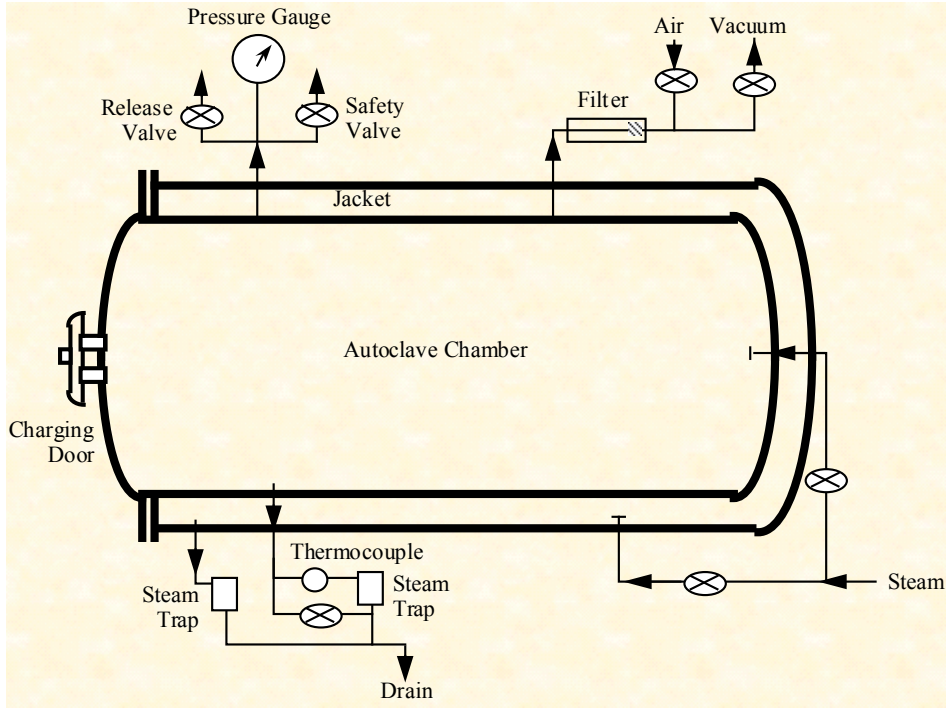 Pressure Gauge
Air
Vacuum
Release
Valve
Safety
Valve
Filter
Jacket
Autoclave Chamber
Charging
Door
Thermocouple
Steam
Trap
Steam
Trap
Steam
Drain